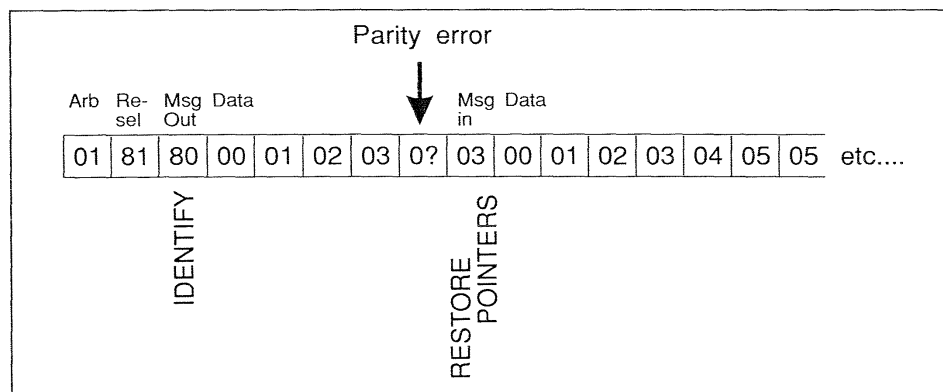 Parity error
Arb Re-sel Msg Out Data Msg in Data
01 81 80 00 01 02 03 0? 03 00 01 02 03 04 05 05 etc....
IDENTIFY
RESTORE
POINTERS